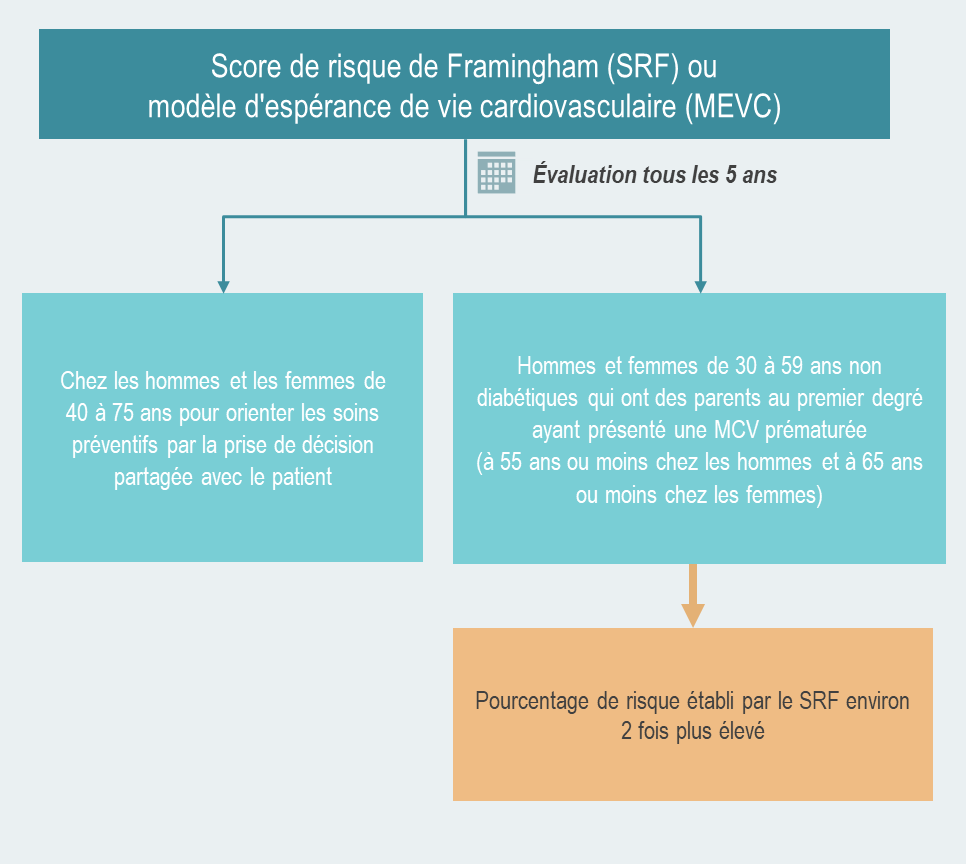 Score de risque de Framingham (SRF) ou
modèle d'espérance de vie cardiovasculaire (MEVC)
Évaluation tous les 5 ans
Chez les hommes et les femmes de
40 à 75 ans pour orienter les soins
préventifs par la prise de décision
partagée avec le patient
Hommes et femmes de 30 à 59 ans non
diabétiques qui ont des parents au premier degré
ayant présenté une MCV prématurée
(à 55 ans ou moins chez les hommes et à 65 ans
ou moins chez les femmes)
Pourcentage de risque établi par le SRF environ
2 fois plus élevé